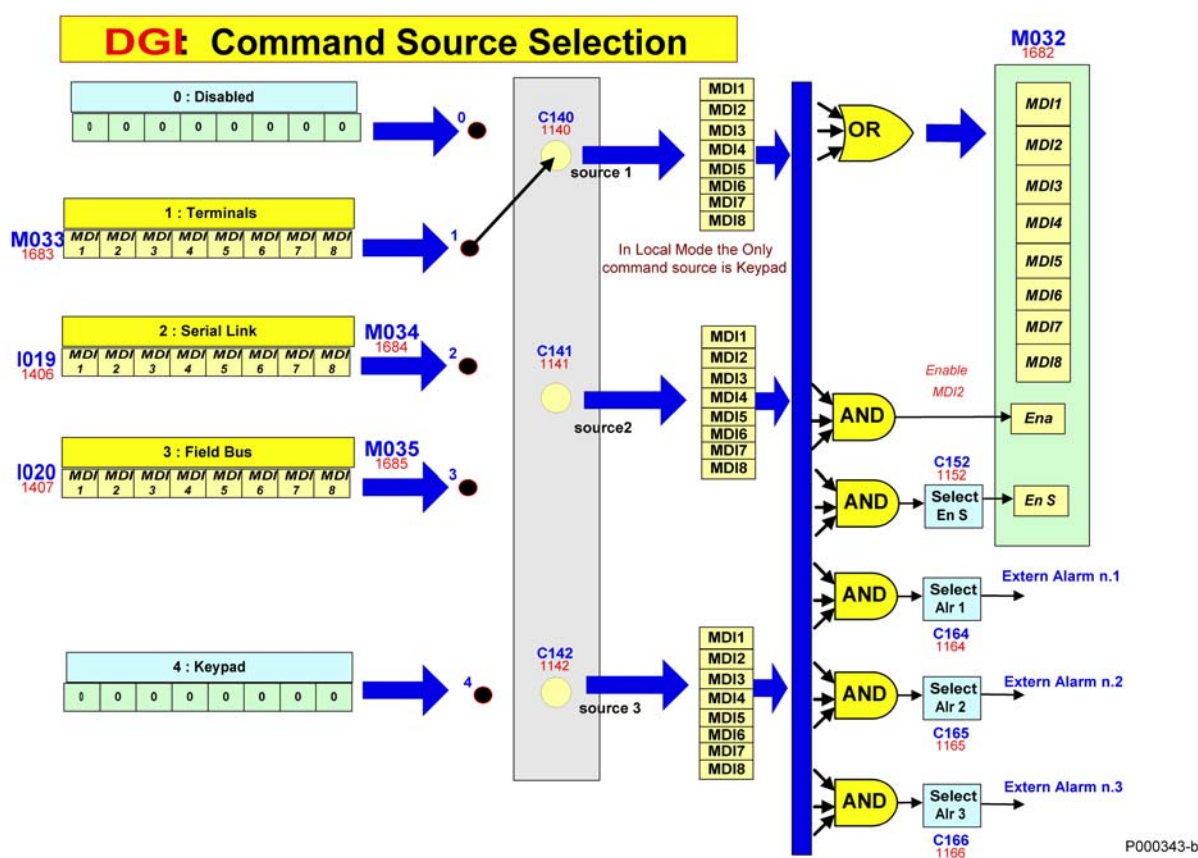 DGI: Command Source Selection
M032
1682
0 : Disabled
0 0 0 0 0 0 0 0
0
C140
1140
source 1
MDI1
MDI2
MDI3
MDI4
MDI5
MDI6
MDI7
MDI8
OR
MDI1
MDI2
MDI3
MDI4
MDI5
MDI6
MDI7
MDI8
1 : Terminals
M033
1683
MDI 1 MDI 2 MDI 3 MDI 4 MDI 5 MDI 6 MDI 7 MDI 8
1
In Local Mode the Only
command source is Keypad
2 : Serial Link
I019
1406
MDI 1 MDI 2 MDI 3 MDI 4 MDI 5 MDI 6 MDI 7 MDI 8
M034
1684
2
C141
1141
source2
MDI1
MDI2
MDI3
MDI4
MDI5
MDI6
MDI7
MDI8
AND
Enable
MDI2
Ena
3 : Field Bus
I020
1407
MDI 1 MDI 2 MDI 3 MDI 4 MDI 5 MDI 6 MDI 7 MDI 8
M035
1685
3
AND
C152
1152
Select
En S
En S
AND
Select
Alr 1
C164
1164
Extern Alarm n.1
4 : Keypad
0 0 0 0 0 0 0 0
4
C142
1142
source 3
MDI1
MDI2
MDI3
MDI4
MDI5
MDI6
MDI7
MDI8
AND
Select
Alr 2
C165
1165
Extern Alarm n.2
AND
Select
Alr 3
C166
1166
Extern Alarm n.3
P000343-b